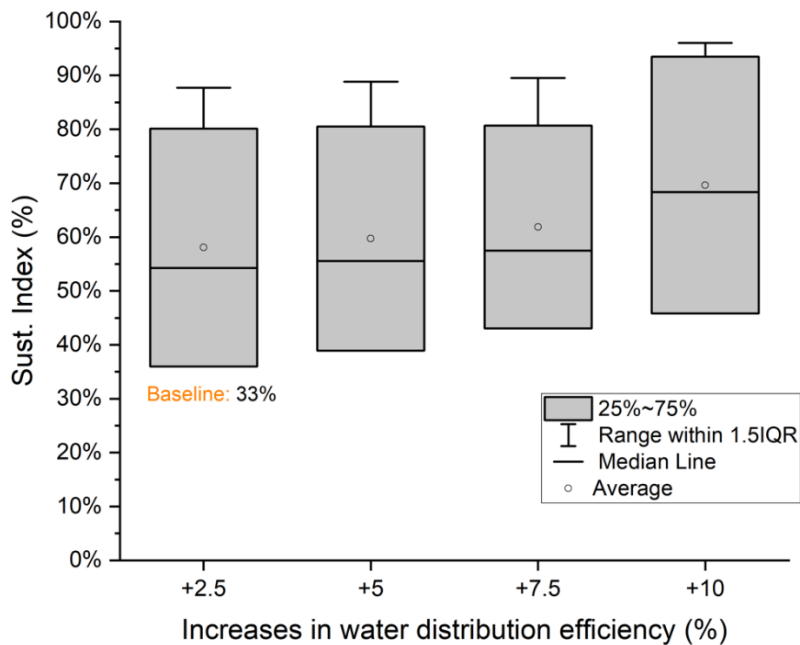 100%
90%
80%
70%
60%
50%
40%
30%
20%
10%
0%
Sust. Index (%)
Baseline: 33%
25%~75%
Range within 1.5IQR
Median Line
Average
+2.5
+5
+7.5
+10
Increases in water distribution efficiency (%)